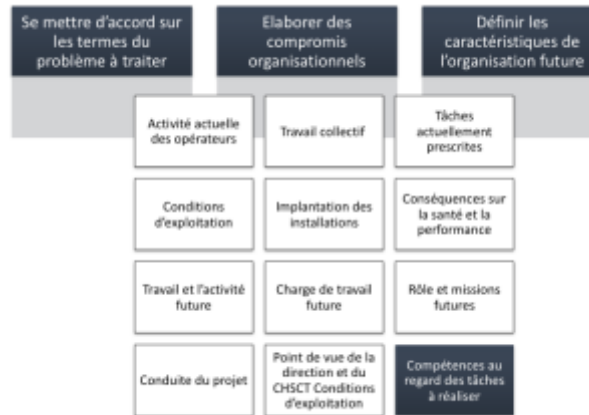 Se mettre d'accord sur
les termes du
problème à traiter
Elaborer des
compromis
organisationnels
Définir les
caractéristiques de
l'organisation future
Activité actuelle
des opérateurs
Travail collectif
Tâches
actuellement
prescrites
Conditions
d'exploitation
Implantation des
installations
Conséquences sur
la santé et la
performance
Travail et l'activité
future
Charge de travail
future
Rôle et missions
futures
Conduite du projet
Point de vue de la
direction et du
CHSCT Conditions
d'exploitation
Compétences au
regard des tâches
à réaliser